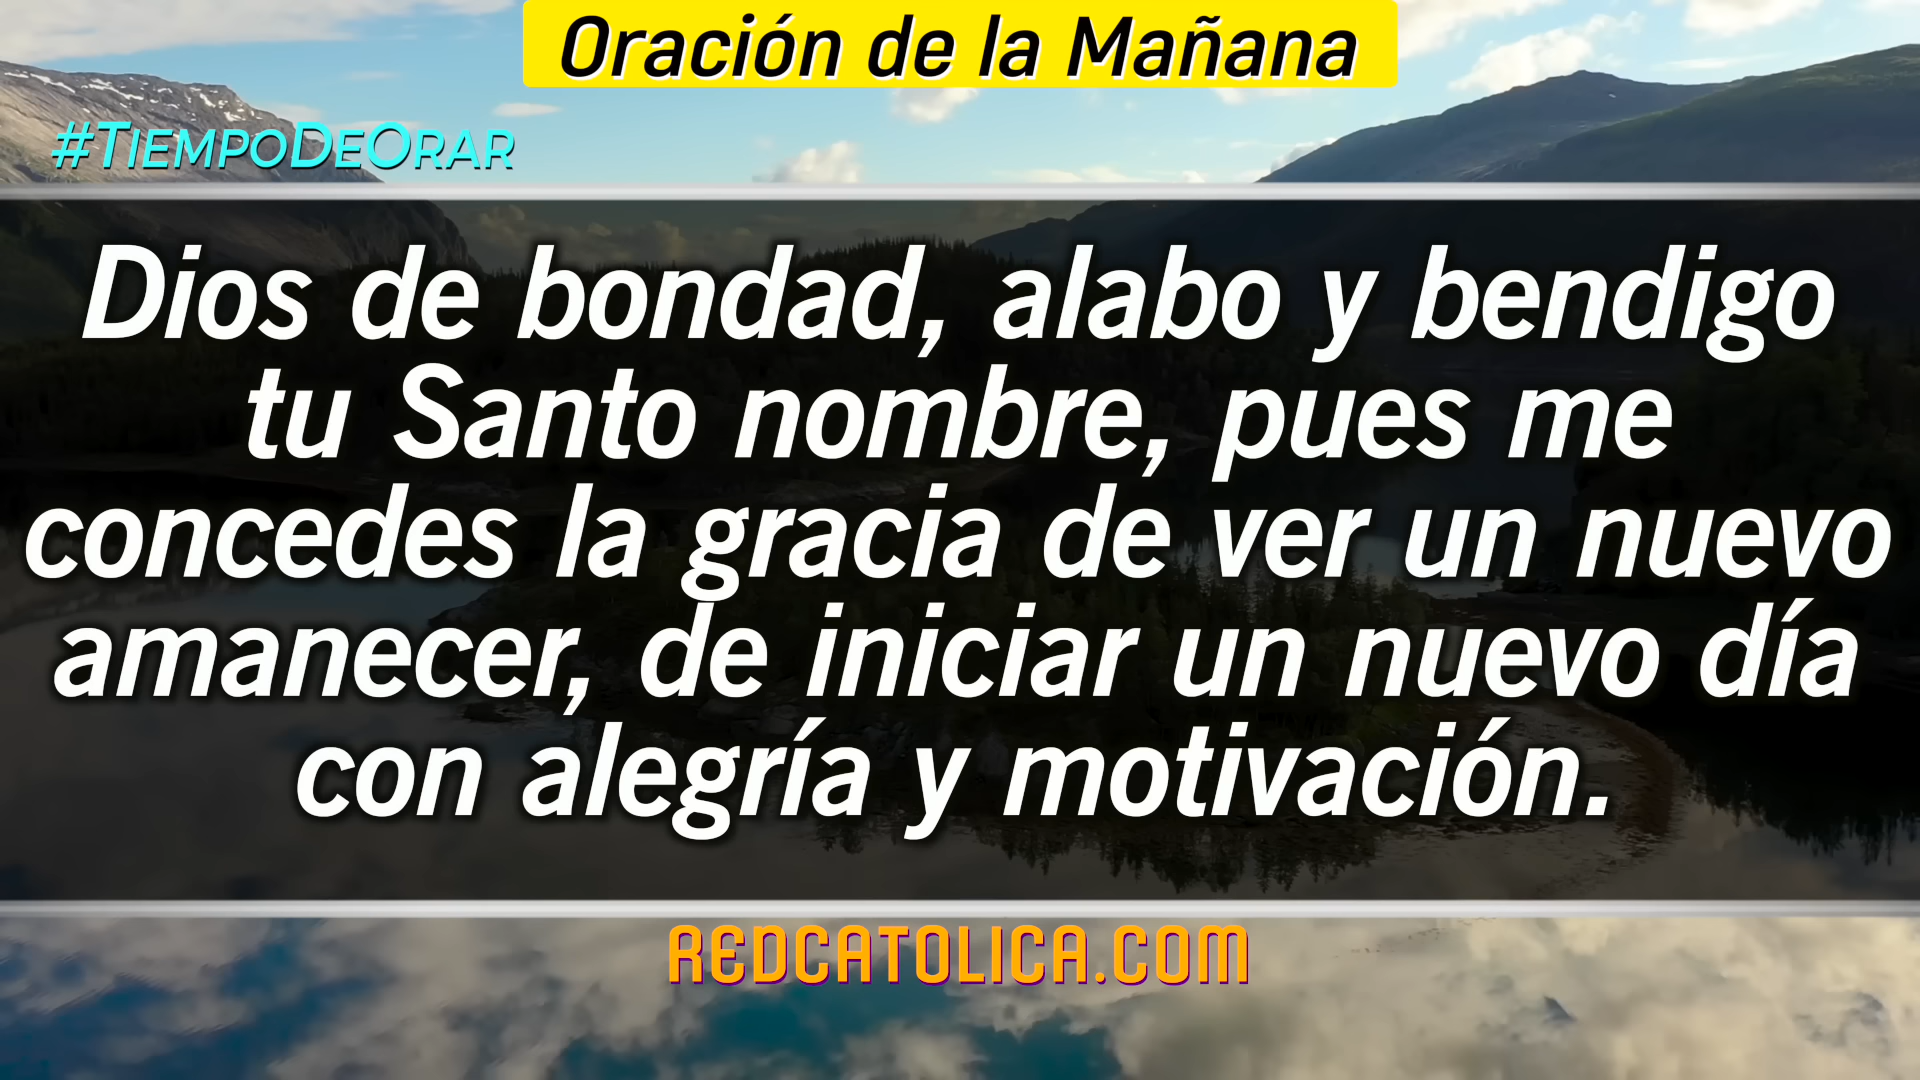 Oración de la Mañana
#TiempoDeOrar
Dios de bondad, alabo y bendigo
tu Santo nombre, pues me
concedes la gracia de ver un nuevo
amanecer, de iniciar un nuevo día
con alegría y motivación.
REDCATOLICA.COM